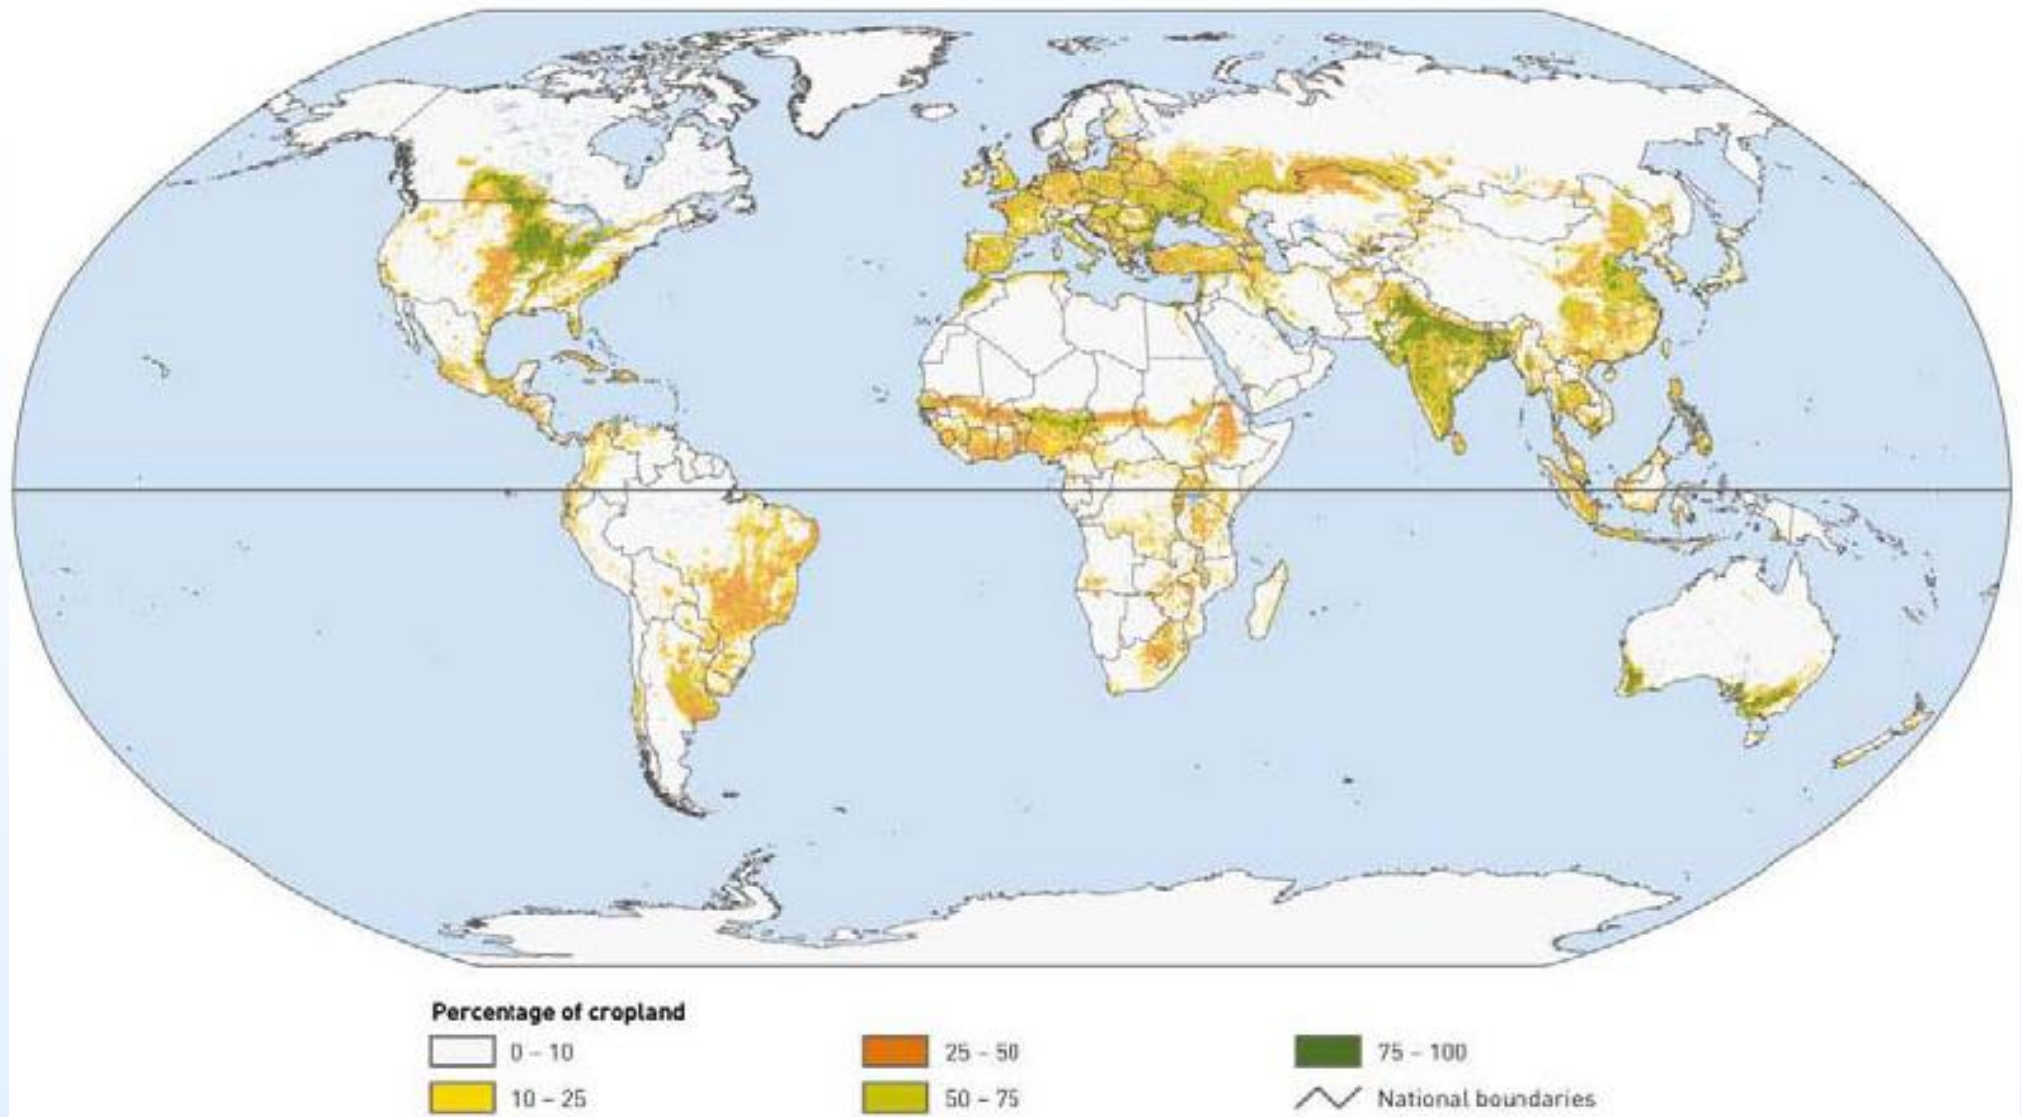 Percentage of cropland
0 – 10
10 – 25
25 – 50
50 – 75
75 – 100
National boundaries